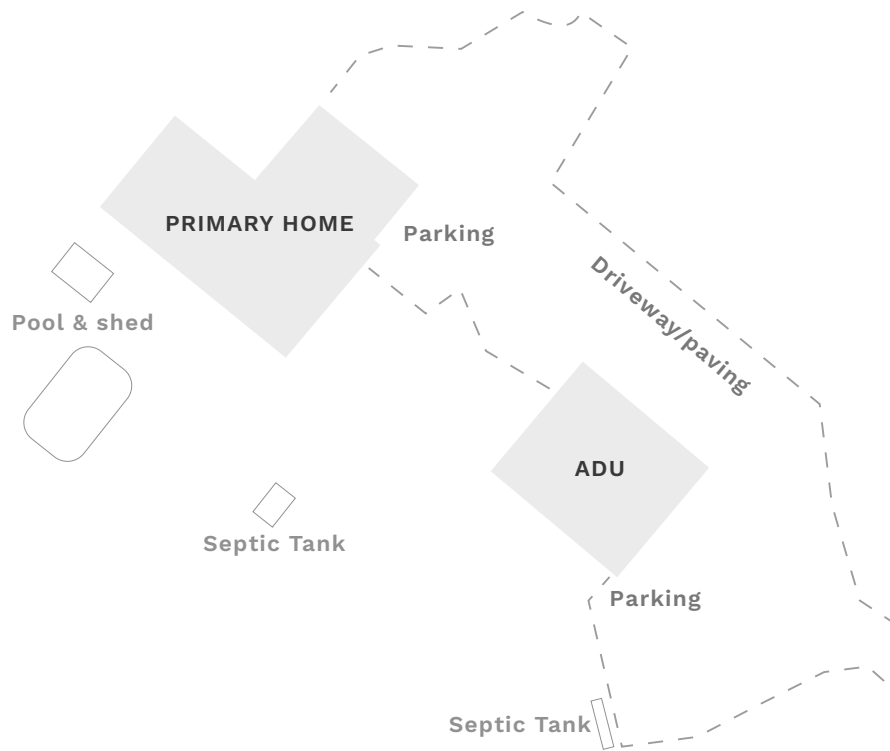 PRIMARY HOME
Parking
Driveway/paving
Pool & shed
ADU
Septic Tank
Parking
Septic Tank